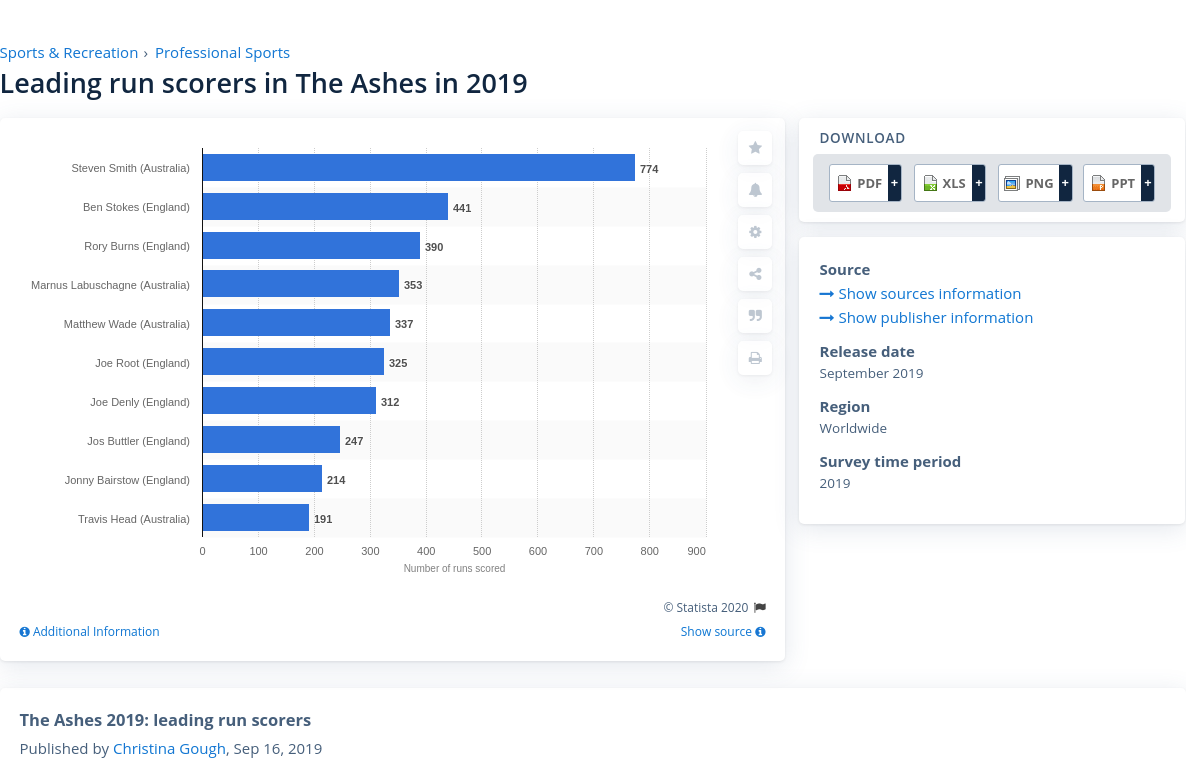 Sports & Recreation › Professional Sports
Leading run scorers in The Ashes in 2019
Steven Smith (Australia) 774
Ben Stokes (England) 441
Rory Burns (England) 390
Marnus Labuschagne (Australia) 353
Matthew Wade (Australia) 337
Joe Root (England) 325
Joe Denly (England) 312
Jos Buttler (England) 247
Jonny Bairstow (England) 214
Travis Head (Australia) 191
0 100 200 300 400 500 600 700 800 900
Number of runs scored
© Statista 2020
Additional Information Show source
DOWNLOAD
PDF + XLS + PNG + PPT +
Source
Show sources information
Show publisher information
Release date
September 2019
Region
Worldwide
Survey time period
2019
The Ashes 2019: leading run scorers
Published by Christina Gough, Sep 16, 2019